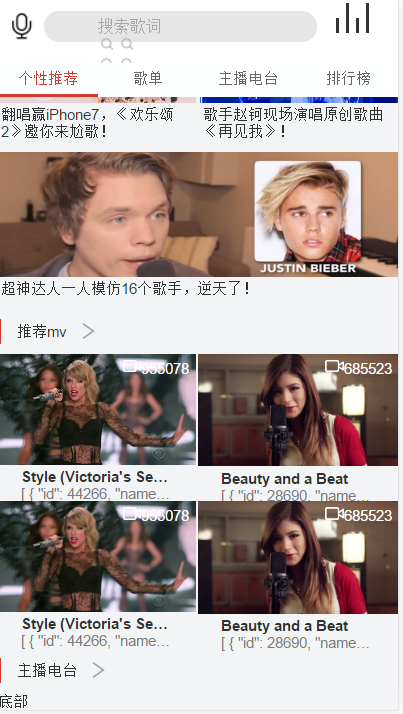 搜索歌词
个性推荐
歌单
主播电台
排行榜
翻唱赢iPhone7，《欢乐颂
2》邀你来尬歌！
歌手赵钶现场演唱原创歌曲
《再见我》！
JUSTIN BIEBER
超神达人一人模仿16个歌手，逆天了！
推荐mv
955078
685523
Style (Victoria's Se...
[ { "id": 44266, "name...
Beauty and a Beat
[ { "id": 28690, "name...
955078
685523
Style (Victoria's Se...
[ { "id": 44266, "name...
Beauty and a Beat
[ { "id": 28690, "name...
主播电台
底部